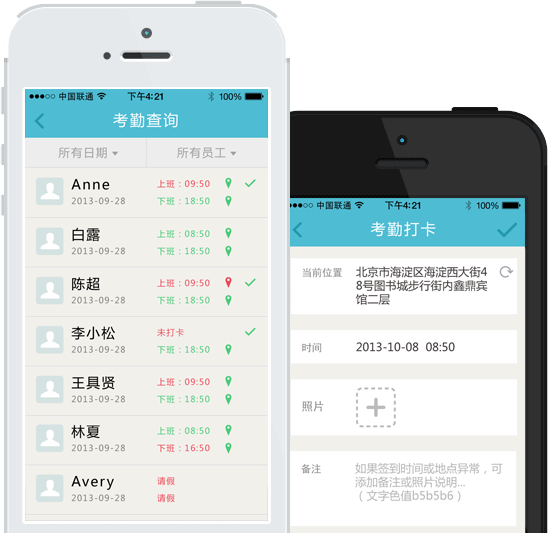 中国联通 下午4:21 100%
考勤查询
所有日期 所有员工
Anne 上班：09:50
2013-09-28 下班：18:50
白露 上班：08:50
2013-09-28 下班：18:50
陈超 上班：09:50
2013-09-28 下班：18:50
李小松 未打卡
2013-09-28 下班：18:50
王具贤 上班：09:50
2013-09-28 下班：18:50
林夏 上班：08:50
2013-09-28 下班：16:50
Avery 请假
2013-09-28 请假
中国联通 下午4:21 100%
考勤打卡
当前位置 北京市海淀区海淀西大街4
8号图书城步行街内鑫鼎宾
馆二层
时间 2013-10-08 08:50
照片
备注 如果签到时间或地点异常，可
添加备注或照片说明...
（文字色值b5b5b6）